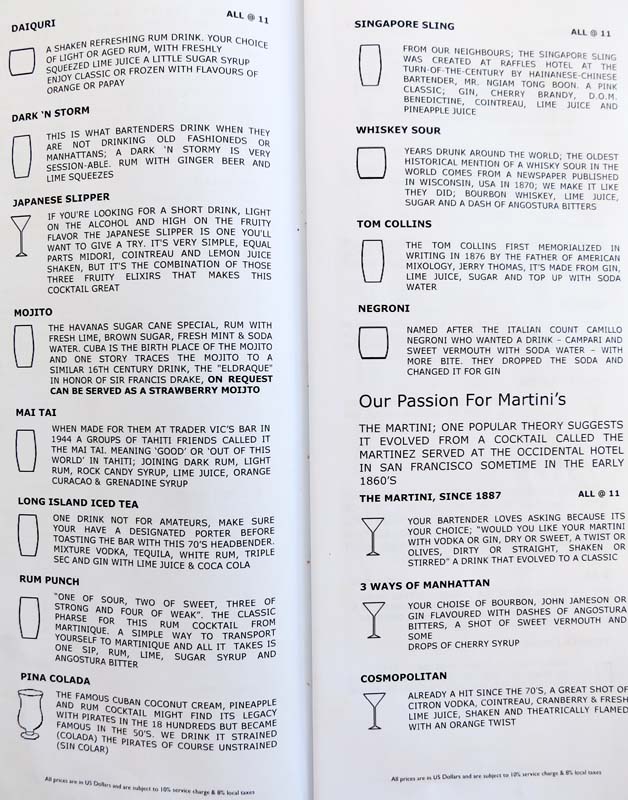 DAIQURI
ALL @ 11
A SHAKEN REFRESHING RUM DRINK. YOUR CHOICE
OF LIGHT OR AGED RUM, WITH FRESHLY
SQUEEZED LIME JUICE A LITTLE SUGAR SYRUP
ENJOY CLASSIC OR FROZEN WITH FLAVOURS OF
ORANGE OR PAPAY
DARK 'N STORM
THIS IS WHAT BARTENDERS DRINK WHEN THEY
ARE NOT DRINKING OLD FASHIONEDS OR
MANHATTANS; A DARK 'N STORMY IS VERY
SESSION-ABLE. RUM WITH GINGER BEER AND
LIME SQUEEZES
JAPANESE SLIPPER
IF YOU'RE LOOKING FOR A SHORT DRINK, LIGHT
ON THE ALCOHOL AND HIGH ON THE FRUITY
FLAVOR THE JAPANESE SLIPPER IS ONE YOU'LL
WANT TO GIVE A TRY. IT'S VERY SIMPLE, EQUAL
PARTS MIDORI, COINTREAU AND LEMON JUICE
SHAKEN, BUT IT'S THE COMBINATION OF THOSE
THREE FRUITY ELIXIRS THAT MAKES THIS
COCKTAIL GREAT
MOJITO
THE HAVANAS SUGAR CANE SPECIAL, RUM WITH
FRESH LIME, BROWN SUGAR, FRESH MINT & SODA
WATER. CUBA IS THE BIRTH PLACE OF THE MOJITO
AND ONE STORY TRACES THE MOJITO TO A
SIMILAR 16TH CENTURY DRINK, THE "ELDRAQUE"
IN HONOR OF SIR FRANCIS DRAKE, ON REQUEST
CAN BE SERVED AS A STRAWBERRY MOIJTO
MAI TAI
WHEN MADE FOR THEM AT TRADER VIC'S BAR IN
1944 A GROUPS OF TAHITI FRIENDS CALLED IT
THE MAI TAI. MEANING 'GOOD' OR 'OUT OF THIS
WORLD' IN TAHITI; JOINING DARK RUM, LIGHT
RUM, ROCK CANDY SYRUP, LIME JUICE, ORANGE
CURACAO & GRENADINE SYRUP
LONG ISLAND ICED TEA
ONE DRINK NOT FOR AMATEURS, MAKE SURE
YOUR HAVE A DESIGNATED PORTER BEFORE
TOASTING THE BAR WITH THIS 70'S HEADBENDER.
MIXTURE VODKA, TEQUILA, WHITE RUM, TRIPLE
SEC AND GIN WITH LIME JUICE & COCA COLA
RUM PUNCH
"ONE OF SOUR, TWO OF SWEET, THREE OF
STRONG AND FOUR OF WEAK". THE CLASSIC
PHARSE FOR THIS RUM COCKTAIL FROM
MARTINIQUE. A SIMPLE WAY TO TRANSPORT
YOURSELF TO MARTINIQUE AND ALL IT TAKES IS
ONE SIP, RUM, LIME, SUGAR SYRUP AND
ANGOSTURA BITTER
PINA COLADA
THE FAMOUS CUBAN COCONUT CREAM, PINEAPPLE
AND RUM COCKTAIL MIGHT FIND ITS LEGACY
WITH PIRATES IN THE 18 HUNDREDS BUT BECAME
FAMOUS IN THE 50'S. WE DRINK IT STRAINED
(COLADA) THE PIRATES OF COURSE UNSTRAINED
(SIN COLAR)
All prices are in US Dollars and are subject to 10% service charge & 8% local taxes
SINGAPORE SLING
ALL @ 11
FROM OUR NEIGHBOURS; THE SINGAPORE SLING
WAS CREATED AT RAFFLES HOTEL AT THE
TURN-OF-THE-CENTURY BY HAINANESE-CHINESE
BARTENDER, MR. NGIAM TONG BOON. A PINK
CLASSIC; GIN, CHERRY BRANDY, D.O.M.
BENEDICTINE, COINTREAU, LIME JUICE AND
PINEAPPLE JUICE
WHISKEY SOUR
YEARS DRUNK AROUND THE WORLD; THE OLDEST
HISTORICAL MENTION OF A WHISKY SOUR IN THE
WORLD COMES FROM A NEWSPAPER PUBLISHED
IN WISCONSIN, USA IN 1870; WE MAKE IT LIKE
THEY DID; BOURBON WHISKEY, LIME JUICE,
SUGAR AND A DASH OF ANGOSTURA BITTERS
TOM COLLINS
THE TOM COLLINS FIRST MEMORIALIZED IN
WRITING IN 1876 BY THE FATHER OF AMERICAN
MIXOLOGY, JERRY THOMAS, IT'S MADE FROM GIN,
LIME JUICE, SUGAR AND TOP UP WITH SODA
WATER
NEGRONI
NAMED AFTER THE ITALIAN COUNT CAMILLO
NEGRONI WHO WANTED A DRINK – CAMPARI AND
SWEET VERMOUTH WITH SODA WATER – WITH
MORE BITE. THEY DROPPED THE SODA AND
CHANGED IT FOR GIN
Our Passion For Martini's
THE MARTINI; ONE POPULAR THEORY SUGGESTS
IT EVOLVED FROM A COCKTAIL CALLED THE
MARTINEZ SERVED AT THE OCCIDENTAL HOTEL
IN SAN FRANCISCO SOMETIME IN THE EARLY
1860'S
THE MARTINI, SINCE 1887
ALL @ 11
YOUR BARTENDER LOVES ASKING BECAUSE ITS
YOUR CHOICE; "WOULD YOU LIKE YOUR MARTINI
WITH VODKA OR GIN, DRY OR SWEET, A TWIST OR
OLIVES, DIRTY OR STRAIGHT, SHAKEN OR
STIRRED" A DRINK THAT EVOLVED TO A CLASSIC
3 WAYS OF MANHATTAN
YOUR CHOISE OF BOURBON, JOHN JAMESON OR
GIN FLAVOURED WITH DASHES OF ANGOSTURA
BITTERS, A SHOT OF SWEET VERMOUTH AND
SOME
DROPS OF CHERRY SYRUP
COSMOPOLITAN
ALREADY A HIT SINCE THE 70'S, A GREAT SHOT OF
CITRON VODKA, COINTREAU, CRANBERRY & FRESH
LIME JUICE, SHAKEN AND THEATRICALLY FLAMED
WITH AN ORANGE TWIST
All prices are in US Dollars and are subject to 10% service charge & 8% local taxes